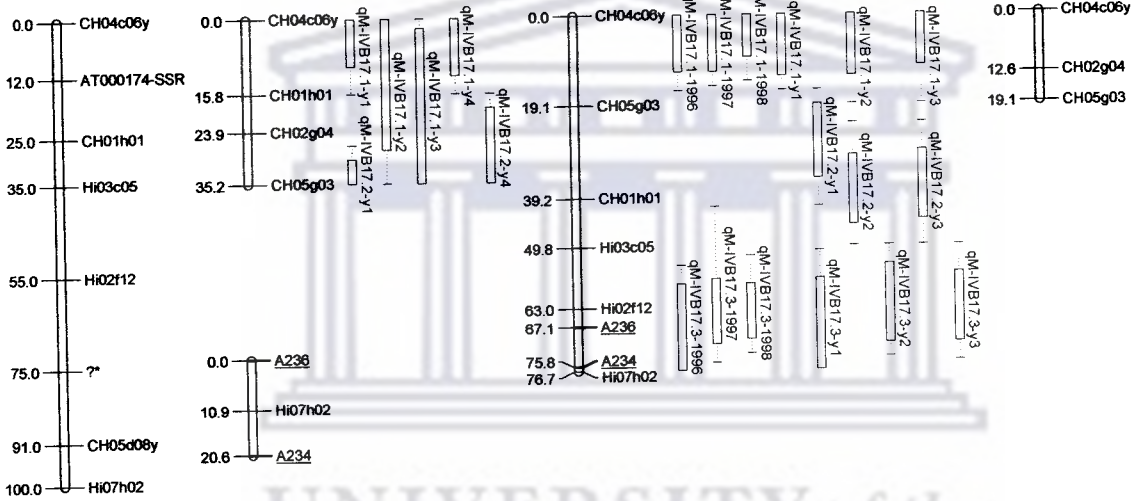 0.0 CH04c06y
12.0 AT000174-SSR
25.0 CH01h01
35.0 Hi03c05
55.0 Hi02f12
75.0 ?*
91.0 CH05d08y
100.0 Hi07h02
0.0 CH04c06y
15.8 CH01h01
23.9 CH02g04
35.2 CH05g03
qM-IVB17.1-y1
qM-IVB17.2-y1
qM-IVB17.1-y2
qM-IVB17.1-y3
qM-IVB17.1-y4
qM-IVB17.2-y4
0.0 A236
10.9 Hi07h02
20.6 A234
0.0 CH04c06y
19.1 CH05g03
39.2 CH01h01
49.8 Hi03c05
63.0 Hi02f12
67.1 A236
75.8 A234
76.7 Hi07h02
qM-IVB17.1-1996
qM-IVB17.1-1997
qM-IVB17.1-1998
qM-IVB17.1-y1
qM-IVB17.1-y2
qM-IVB17.1-y3
qM-IVB17.2-y1
qM-IVB17.2-y2
qM-IVB17.2-y3
qM-IVB17.3-1996
qM-IVB17.3-1997
qM-IVB17.3-1998
qM-IVB17.3-y1
qM-IVB17.3-y2
qM-IVB17.3-y3
0.0 CH04c06y
12.6 CH02g04
19.1 CH05g03
UNIVERSITY of the